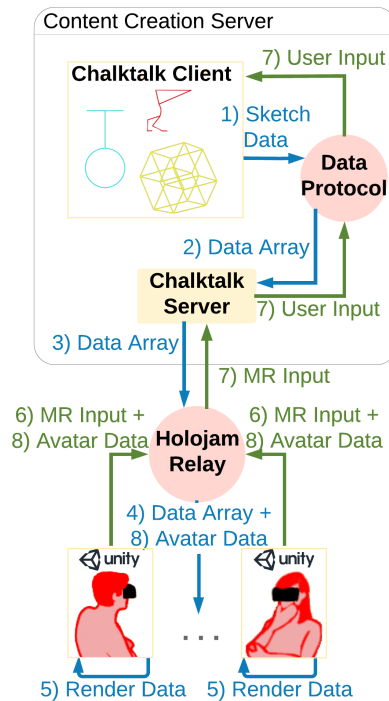 Content Creation Server
7) User Input
Chalktalk Client
1) Sketch
Data
Data
Protocol
2) Data Array
Chalktalk
Server
7) User Input
3) Data Array
7) MR Input
6) MR Input +
8) Avatar Data
6) MR Input +
8) Avatar Data
Holojam
Relay
4) Data Array +
8) Avatar Data
unity
unity
...
5) Render Data
5) Render Data